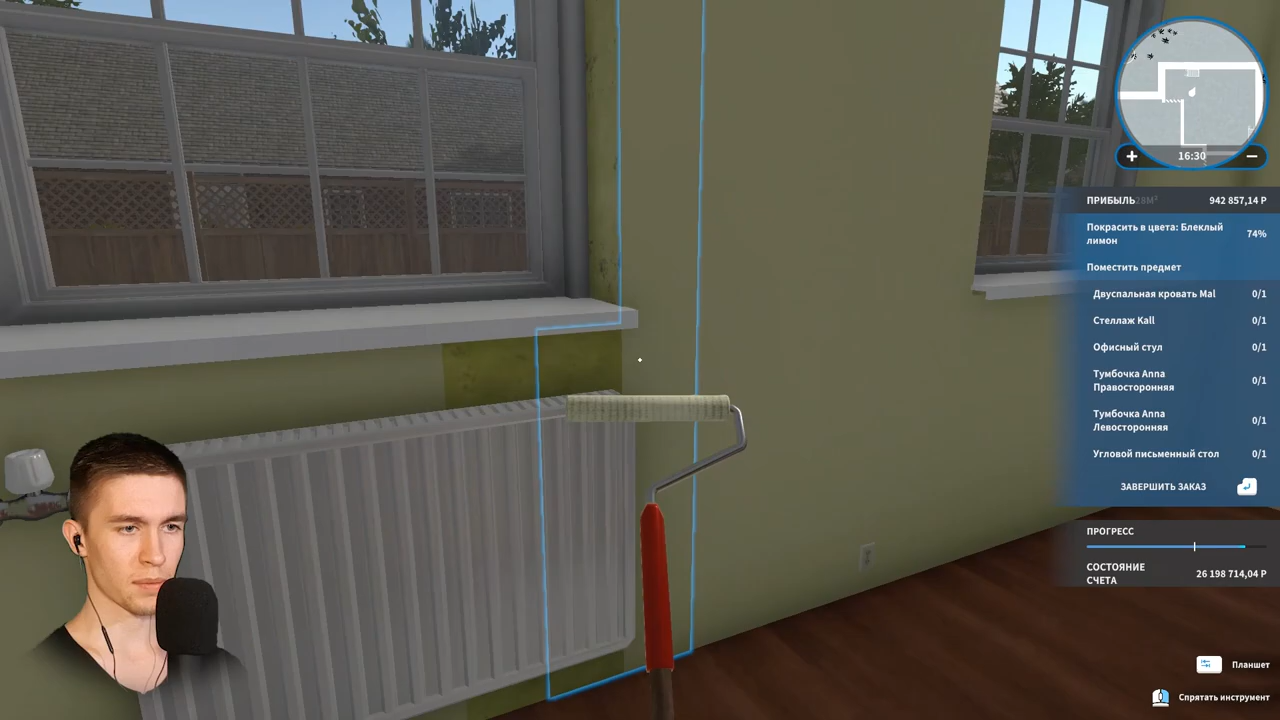 16:30
ПРИБЫЛЬ 28М² 942 857,14 Р
Покрасить в цвета: Блеклый
лимон 74%
Поместить предмет
Двуспальная кровать Mal 0/1
Стеллаж Kall 0/1
Офисный стул 0/1
Тумбочка Anna
Правосторонняя 0/1
Тумбочка Anna
Левосторонняя 0/1
Угловой письменный стол 0/1
ЗАВЕРШИТЬ ЗАКАЗ
ПРОГРЕСС
СОСТОЯНИЕ
СЧЕТА 26 198 714,04 Р
Планшет
Спрятать инструмент